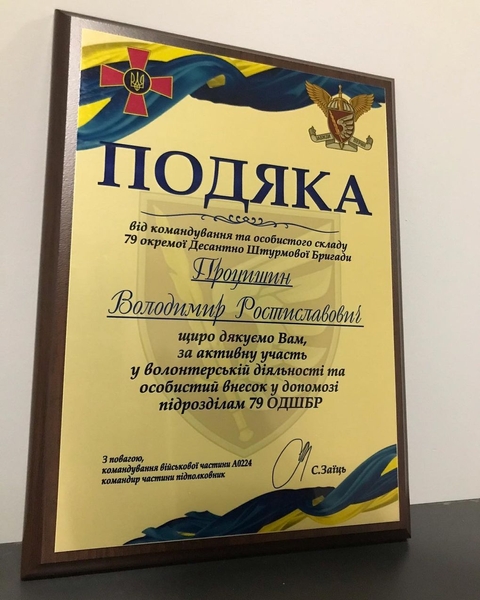 ПОДЯКА
від командування та особистого складу
79 окремої Десантно Штурмової Бригади
Процишин
Володимир Ростиславович
щиро дякуємо Вам,
за активну участь
у волонтерській діяльності та
особистий внесок у допомозі
підрозділам 79 ОДШБР
З повагою,
командування військової частини А0224
командир частини підполковник
С.Заїць